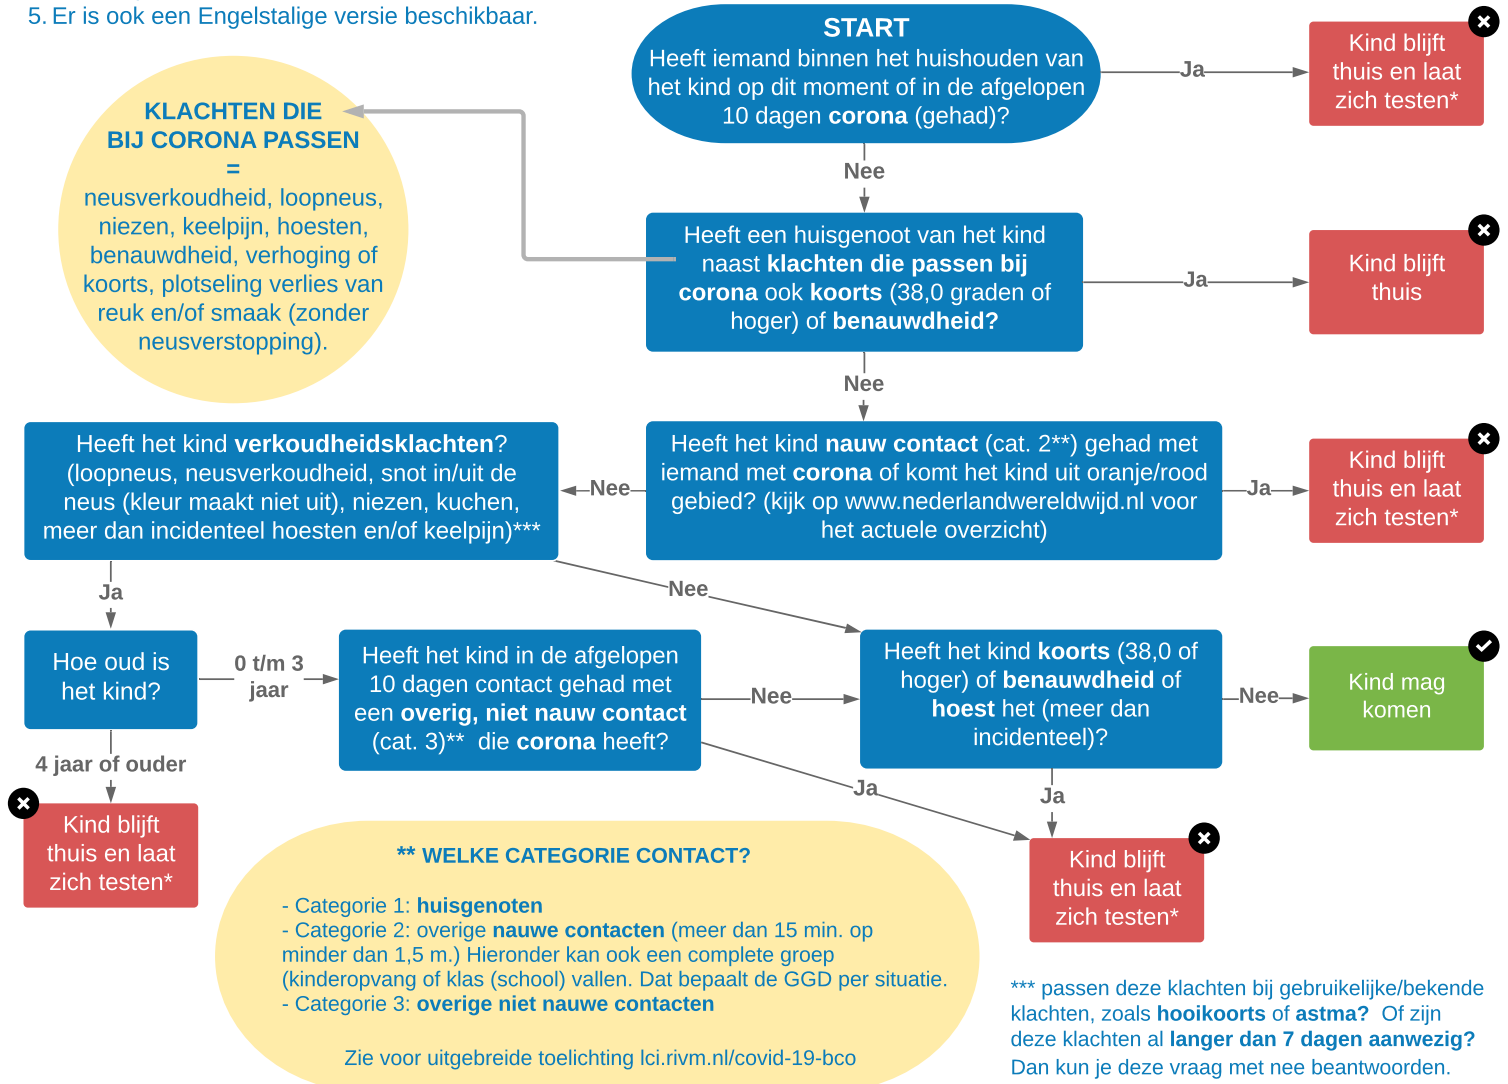 5. Er is ook een Engelstalige versie beschikbaar.
START
Heeft iemand binnen het huishouden van
het kind op dit moment of in de afgelopen
10 dagen corona (gehad)?
Ja
Kind blijft
thuis en laat
zich testen*
KLACHTEN DIE
BIJ CORONA PASSEN
=
neusverkoudheid, loopneus,
niezen, keelpijn, hoesten,
benauwdheid, verhoging of
koorts, plotseling verlies van
reuk en/of smaak (zonder
neusverstopping).
Nee
Heeft een huisgenoot van het kind
naast klachten die passen bij
corona ook koorts (38,0 graden of
hoger) of benauwdheid?
Ja
Kind blijft
thuis
Nee
Heeft het kind nauw contact (cat. 2**) gehad met
iemand met corona of komt het kind uit oranje/rood
gebied? (kijk op www.nederlandwereldwijd.nl voor
het actuele overzicht)
Ja
Kind blijft
thuis en laat
zich testen*
Nee
Heeft het kind verkoudheidsklachten?
(loopneus, neusverkoudheid, snot in/uit de
neus (kleur maakt niet uit), niezen, kuchen,
meer dan incidenteel hoesten en/of keelpijn)***
Ja
Nee
Hoe oud is
het kind?
0 t/m 3
jaar
Heeft het kind in de afgelopen
10 dagen contact gehad met
een overig, niet nauw contact
(cat. 3)** die corona heeft?
Nee
Heeft het kind koorts (38,0 of
hoger) of benauwdheid of
hoest het (meer dan
incidenteel)?
Nee
Kind mag
komen
4 jaar of ouder
Kind blijft
thuis en laat
zich testen*
Ja
Ja
Kind blijft
thuis en laat
zich testen*
** WELKE CATEGORIE CONTACT?
- Categorie 1: huisgenoten
- Categorie 2: overige nauwe contacten (meer dan 15 min. op
minder dan 1,5 m.) Hieronder kan ook een complete groep
(kinderopvang of klas (school) vallen. Dat bepaalt de GGD per situatie.
- Categorie 3: overige niet nauwe contacten
Zie voor uitgebreide toelichting lci.rivm.nl/covid-19-bco
*** passen deze klachten bij gebruikelijke/bekende
klachten, zoals hooikoorts of astma? Of zijn
deze klachten al langer dan 7 dagen aanwezig?
Dan kun je deze vraag met nee beantwoorden.